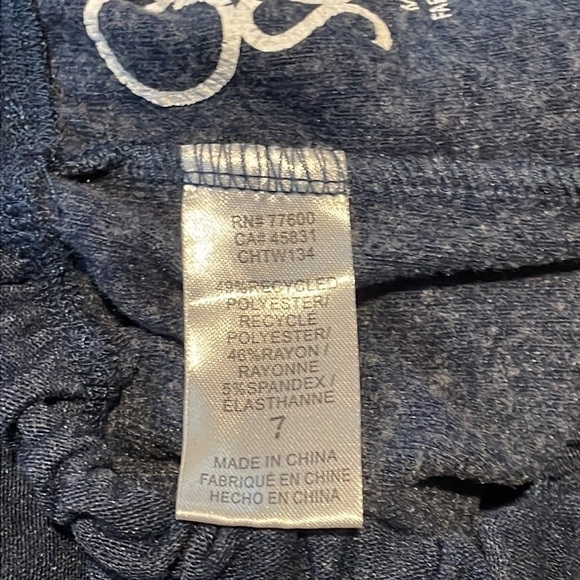 RN# 77600
CA# 45831
CHTW134
49%RECYCLED
POLYESTER/
RECYCLE
POLYESTER/
46%RAYON /
RAYONNE
5%SPANDEX /
ÉLASTHANNE
7
MADE IN CHINA
FABRIQUÉ EN CHINE
HECHO EN CHINA